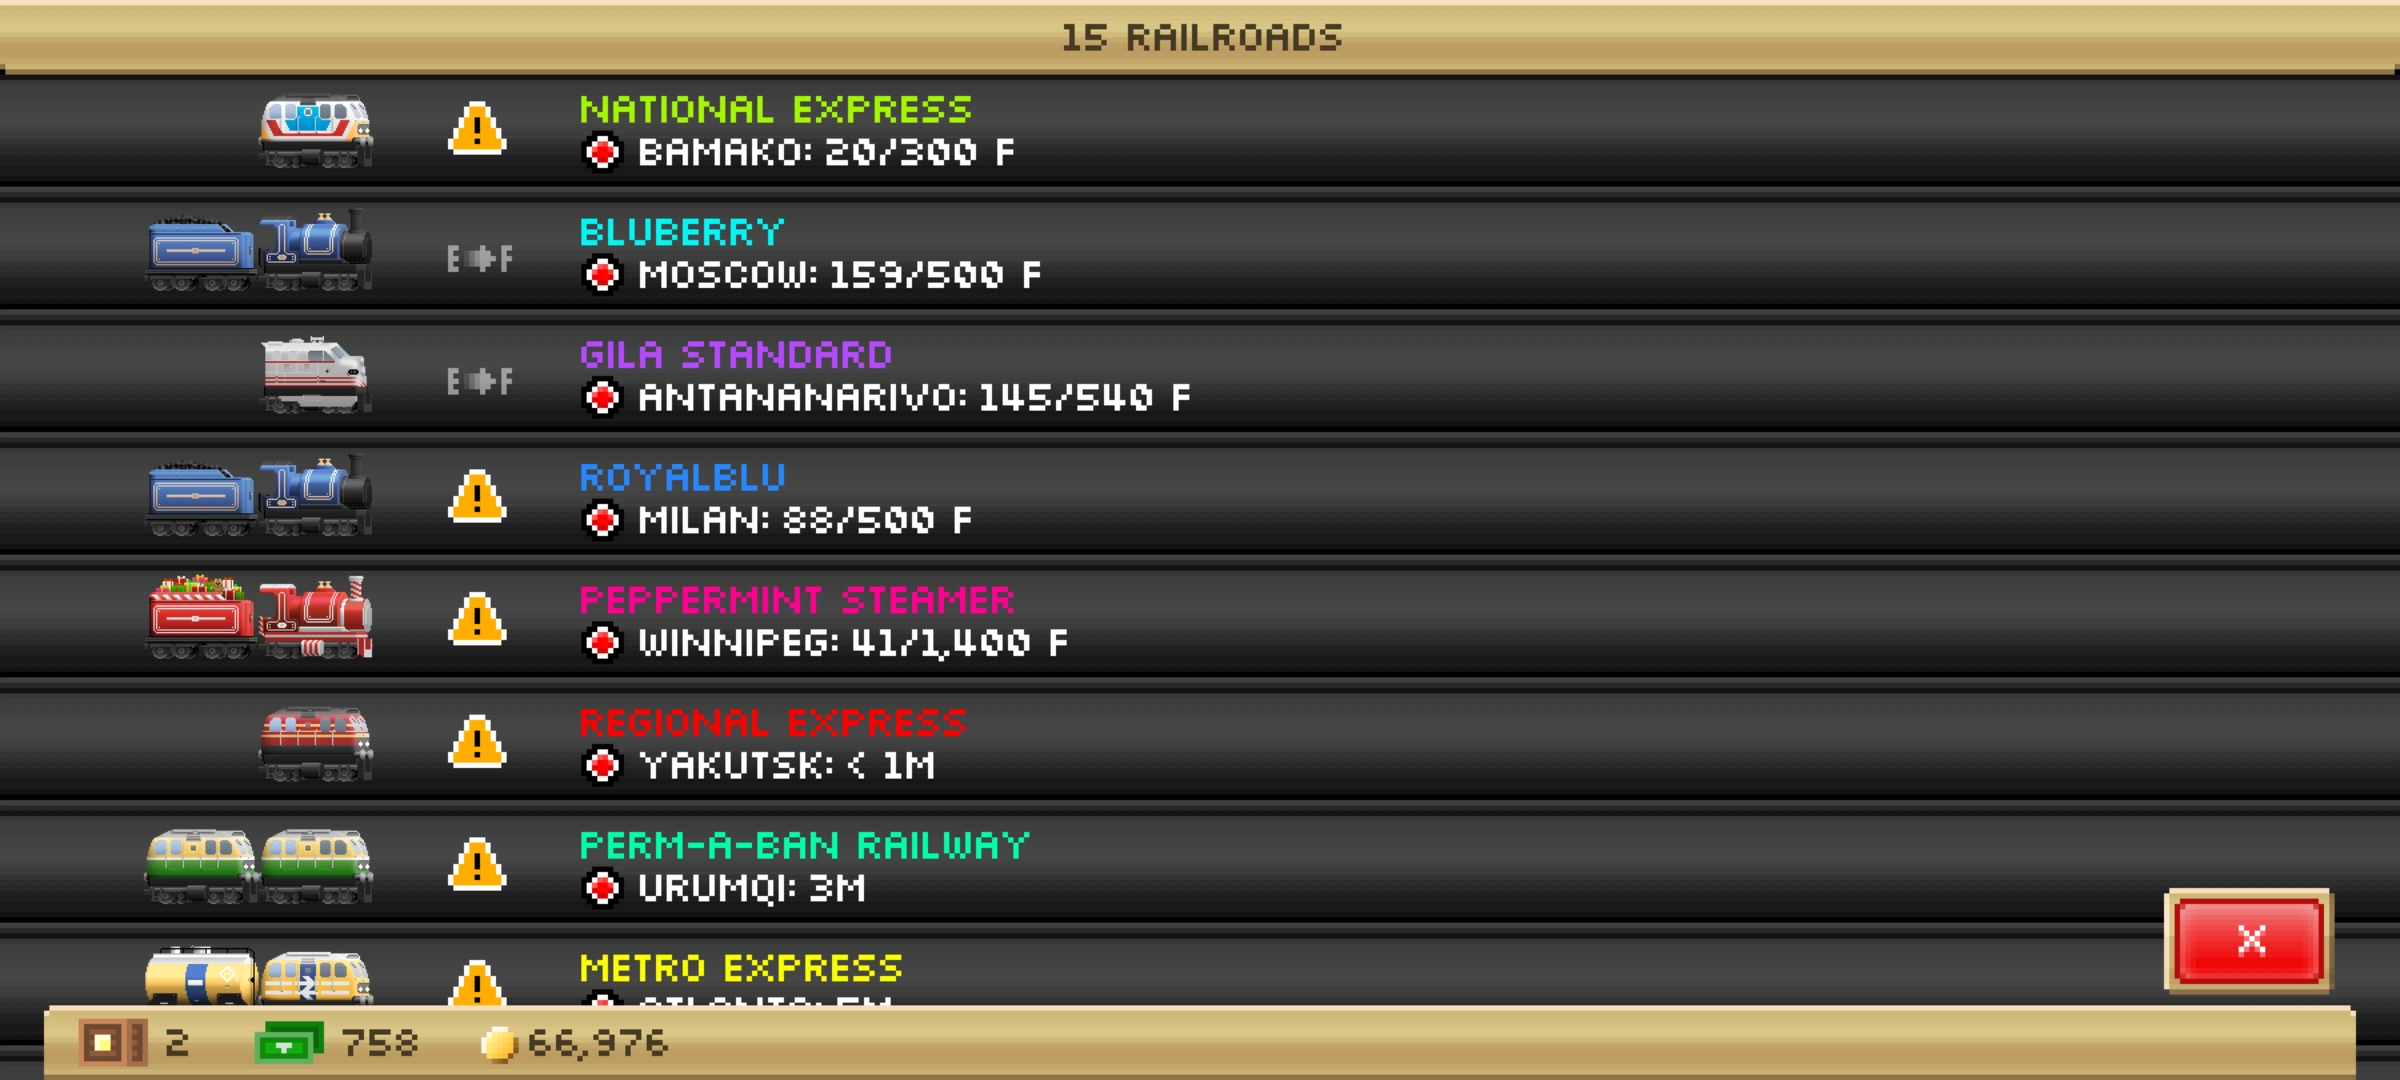 15 RAILROADS
NATIONAL EXPRESS
BAMAKO: 20/300 F
BLUBERRY
E F
MOSCOW: 159/500 F
GILA STANDARD
E F
ANTANANARIVO: 145/540 F
ROYALBLU
MILAN: 88/500 F
PEPPERMINT STEAMER
WINNIPEG: 41/1,400 F
REGIONAL EXPRESS
YAKUTSK: < 1M
PERM-A-BAN RAILWAY
URUMQI: 3M
X
METRO EXPRESS
2 758 66,976